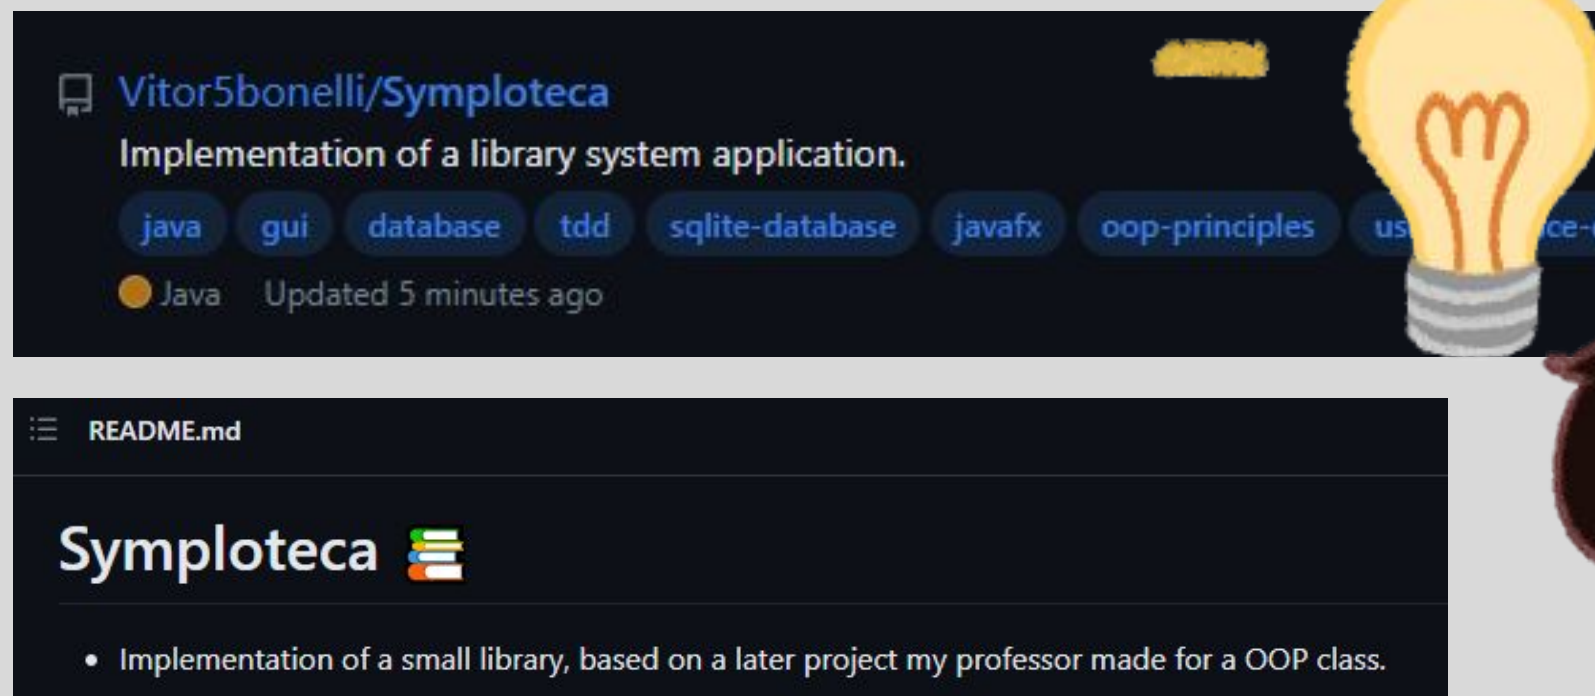 Vitor5bonelli/Symploteca
Implementation of a library system application.
java gui database tdd sqlite-database javafx oop-principles
Java Updated 5 minutes ago
README.md
Symploteca
Implementation of a small library, based on a later project my professor made for a OOP class.